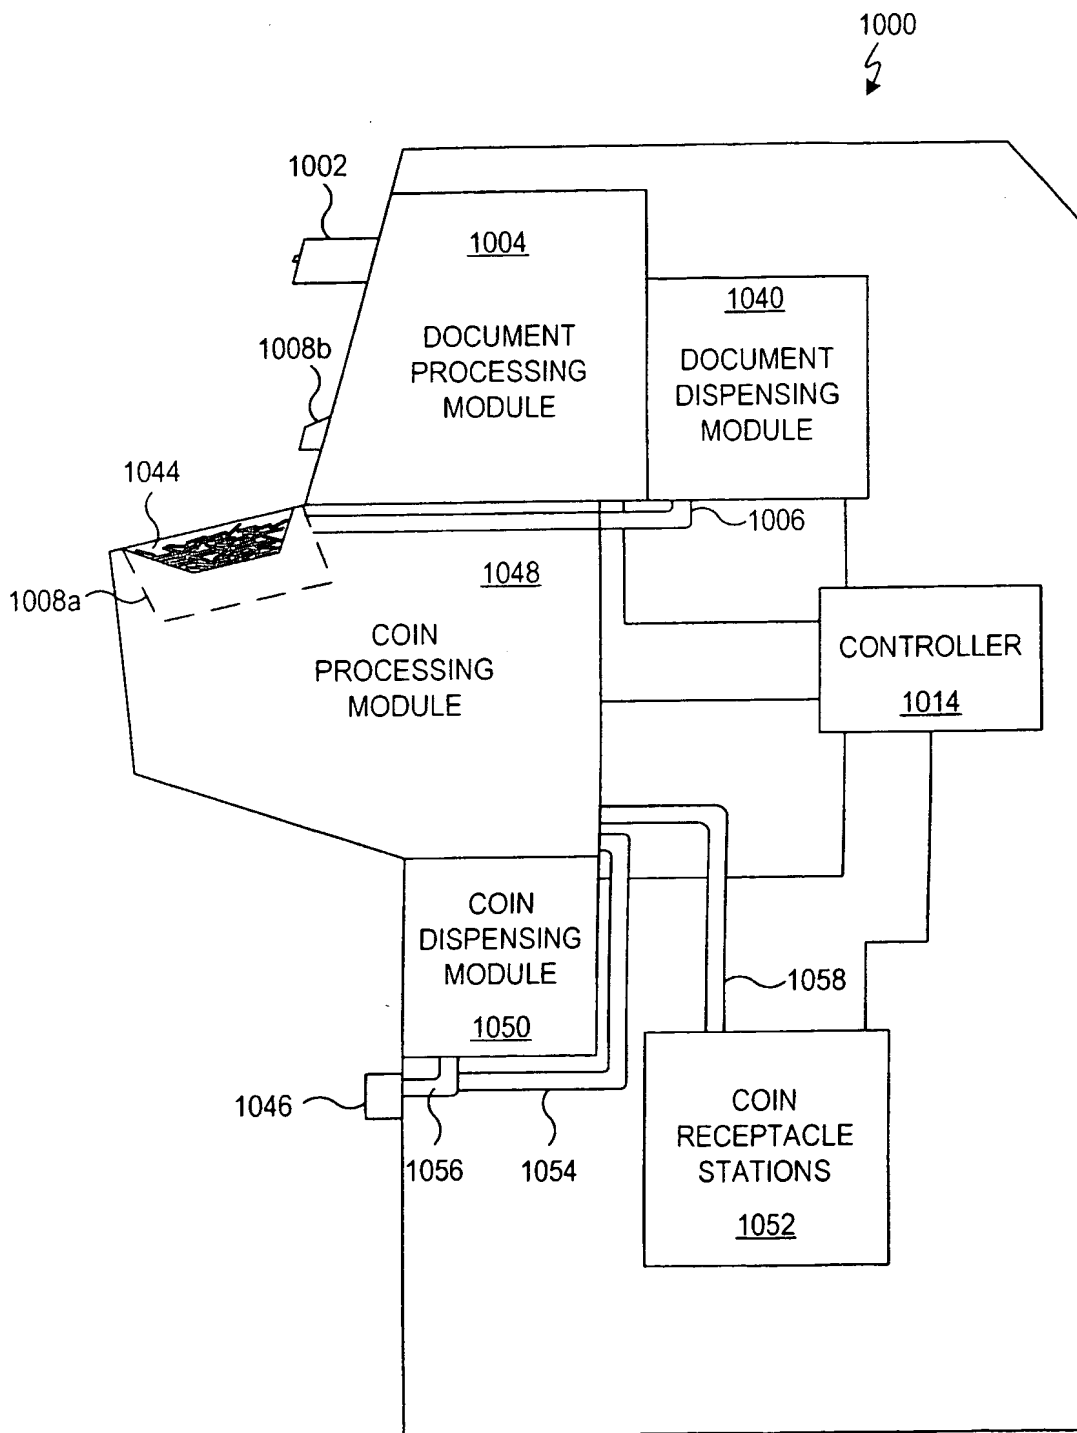 1000
1002
1004
DOCUMENT
PROCESSING
MODULE
1040
DOCUMENT
DISPENSING
MODULE
1008b
1044
1006
1008a
1048
COIN
PROCESSING
MODULE
CONTROLLER
1014
COIN
DISPENSING
MODULE
1050
1058
1046
1056
1054
COIN
RECEPTACLE
STATIONS
1052